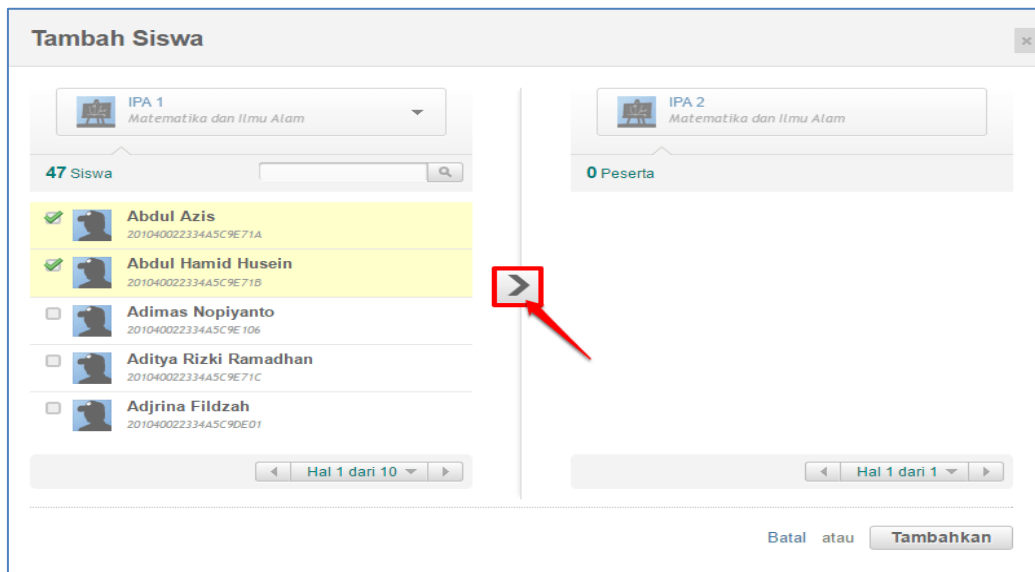 Tambah Siswa
IPA 1
Matematika dan Ilmu Alam
47 Siswa
Abdul Azis
201040022334A5C9E71A
Abdul Hamid Husein
201040022334A5C9E71B
Adimas Nopiyanto
201040022334A5C9E106
Aditya Rizki Ramadhan
201040022334A5C9E71C
Adjrina Fildzah
201040022334A5C9DE01
Hal 1 dari 10
IPA 2
Matematika dan Ilmu Alam
0 Peserta
Hal 1 dari 1
Batal atau Tambahkan